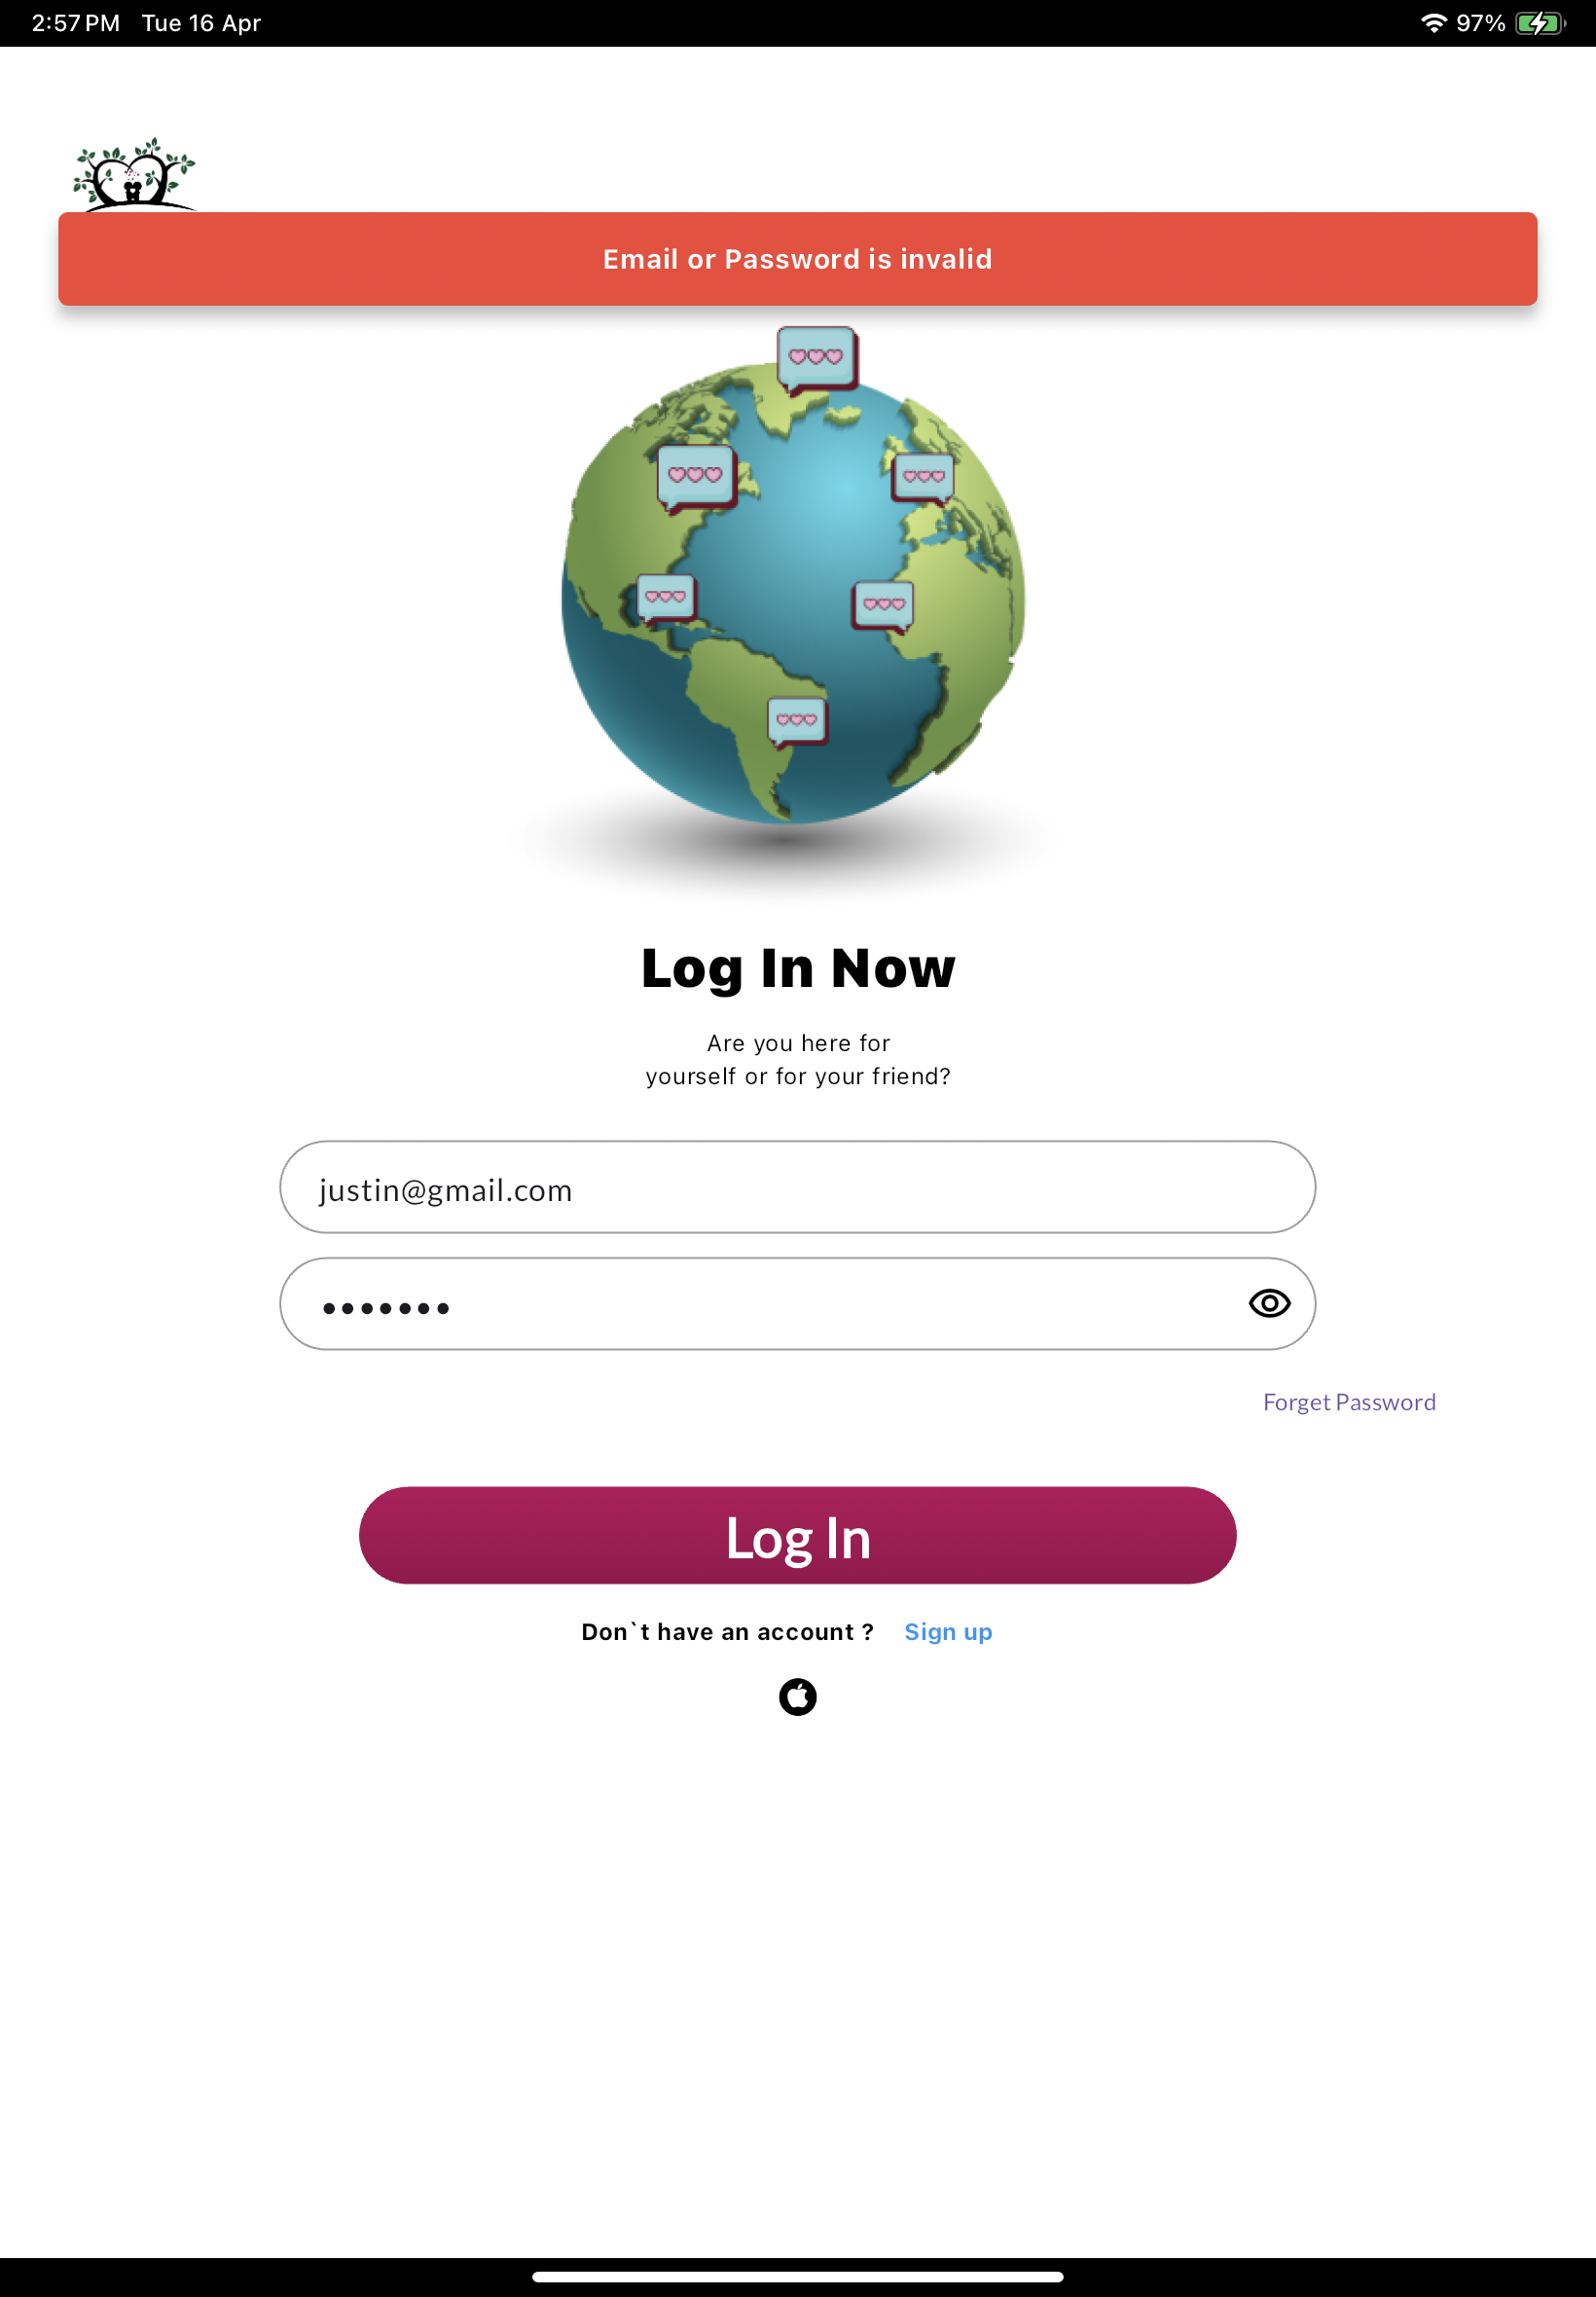 2:57 PM Tue 16 Apr 97%
Email or Password is invalid
Log In Now
Are you here for
yourself or for your friend?
justin@gmail.com
•••••••
Forget Password
Log In
Don`t have an account ? Sign up